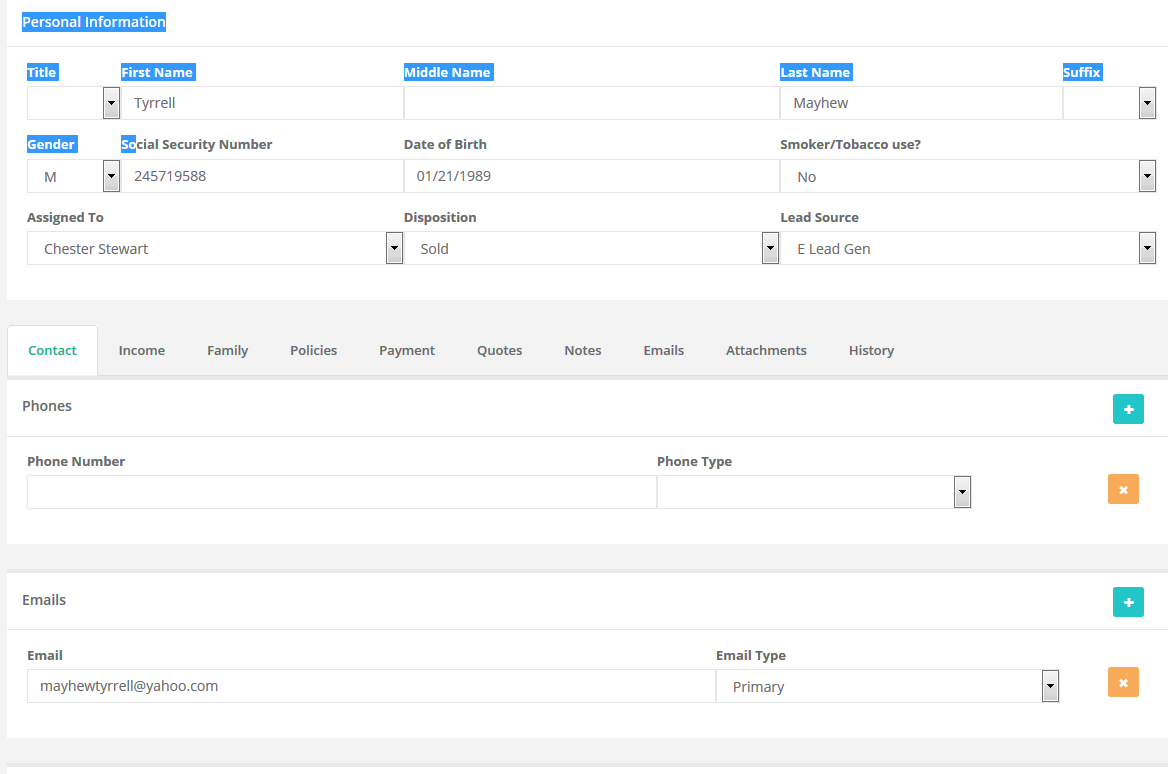 Personal Information
Title First Name Middle Name Last Name Suffix
Tyrrell Mayhew
Gender Social Security Number Date of Birth Smoker/Tobacco use?
M 245719588 01/21/1989 No
Assigned To Disposition Lead Source
Chester Stewart Sold E Lead Gen
Contact Income Family Policies Payment Quotes Notes Emails Attachments History
Phones
Phone Number Phone Type
Emails
Email Email Type
mayhewtyrrell@yahoo.com Primary